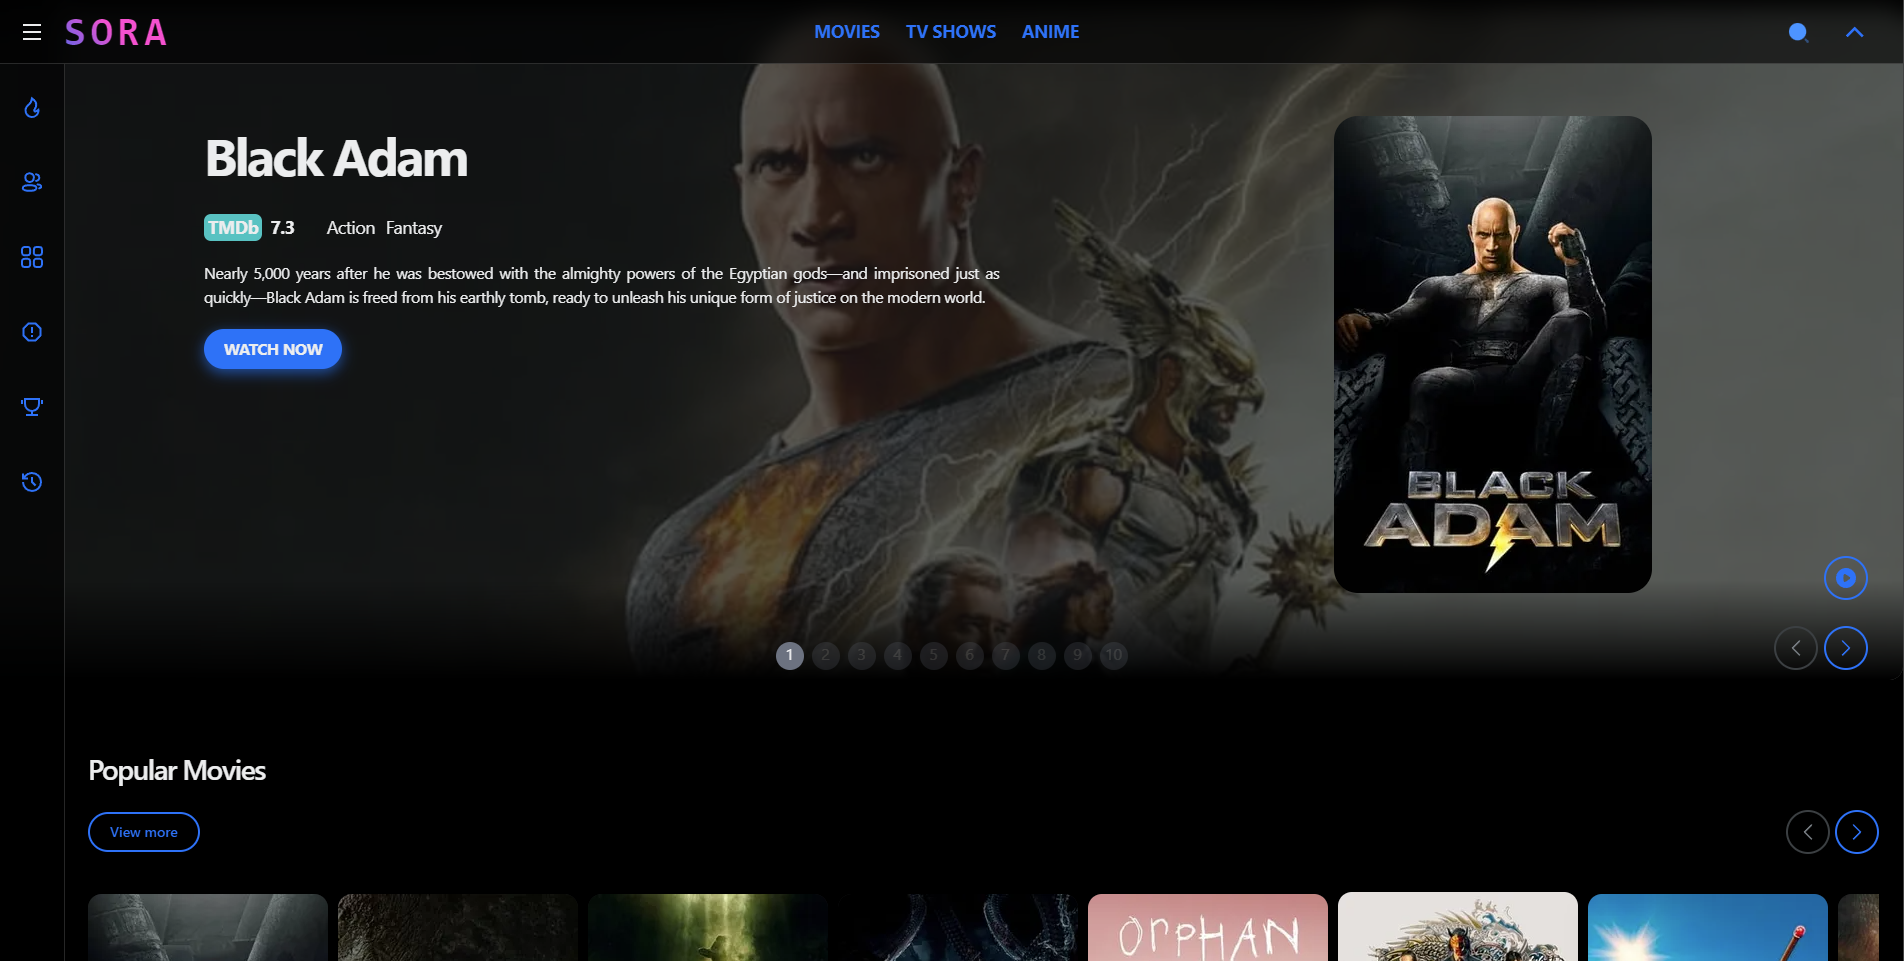 SORA
MOVIES TV SHOWS ANIME
Black Adam
TMDb 7.3 Action Fantasy
Nearly 5,000 years after he was bestowed with the almighty powers of the Egyptian gods—and imprisoned just as
quickly—Black Adam is freed from his earthly tomb, ready to unleash his unique form of justice on the modern world.
WATCH NOW
BLACK
ADAM
1 2 3 4 5 6 7 8 9 10
Popular Movies
View more
OrpHAN